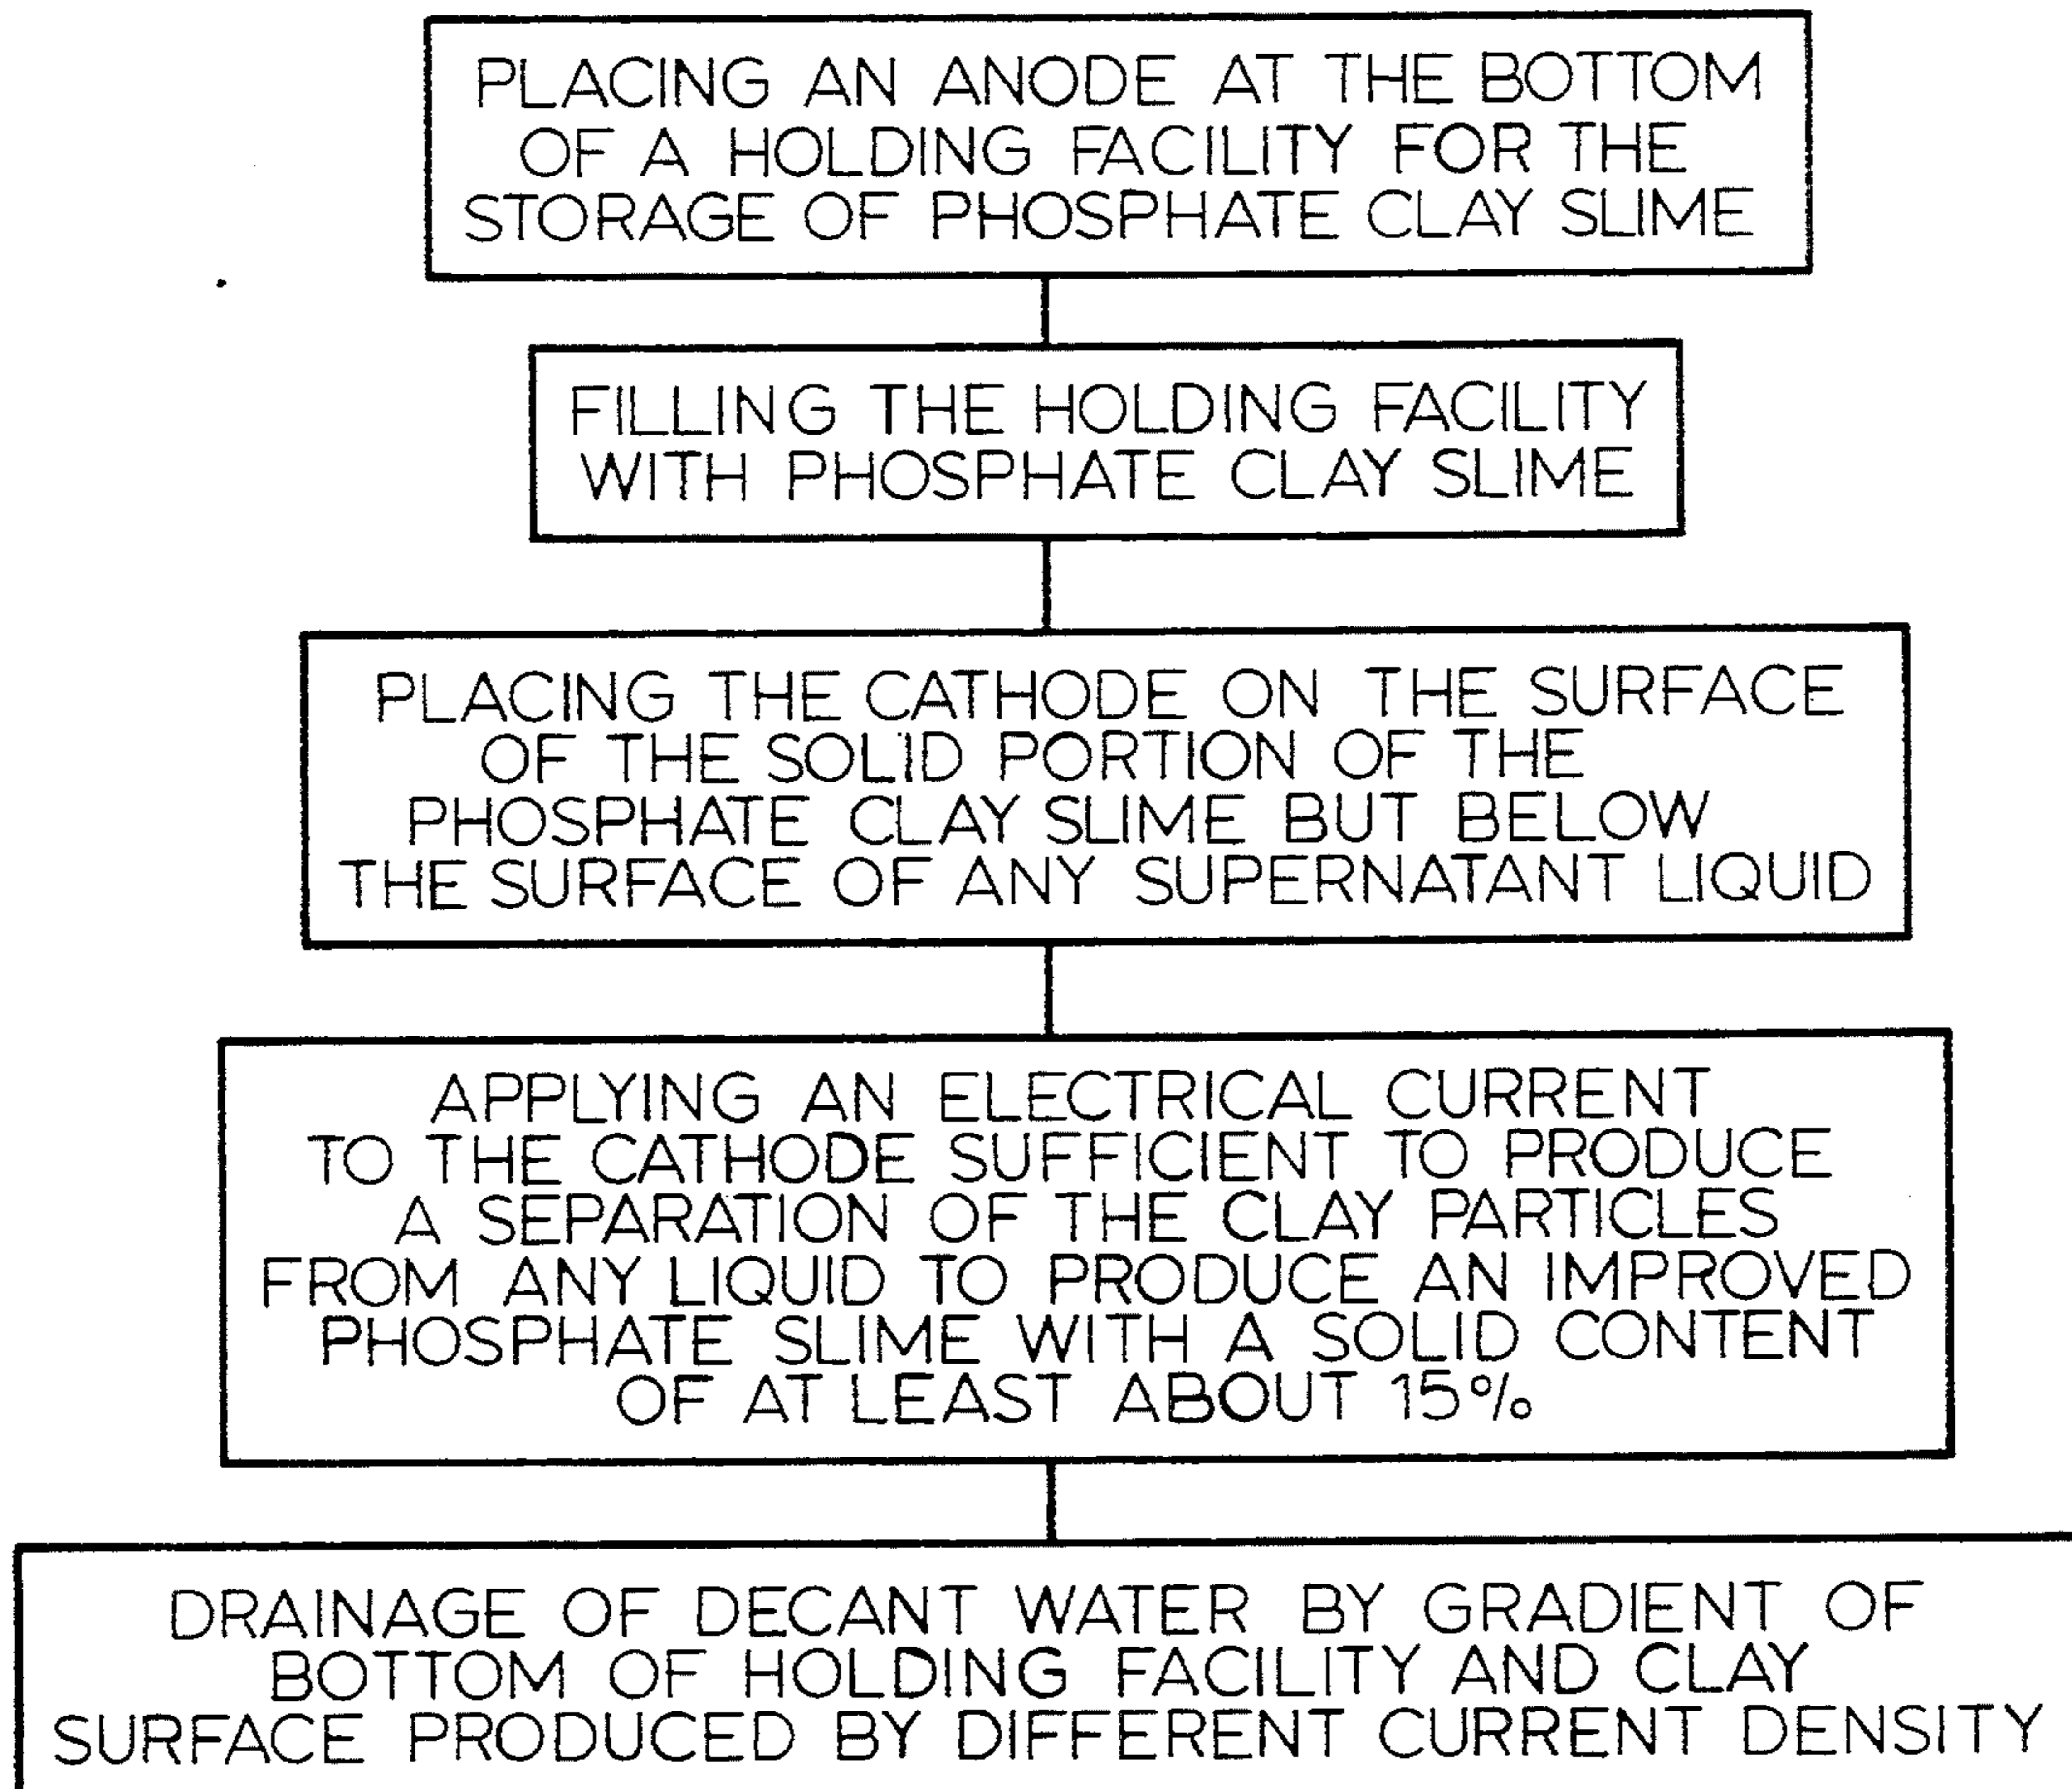 PLACING AN ANODE AT THE BOTTOM
OF A HOLDING FACILITY FOR THE
STORAGE OF PHOSPHATE CLAY SLIME
FILLING THE HOLDING FACILITY
WITH PHOSPHATE CLAY SLIME
PLACING THE CATHODE ON THE SURFACE
OF THE SOLID PORTION OF THE
PHOSPHATE CLAY SLIME BUT BELOW
THE SURFACE OF ANY SUPERNATANT LIQUID
APPLYING AN ELECTRICAL CURRENT
TO THE CATHODE SUFFICIENT TO PRODUCE
A SEPARATION OF THE CLAY PARTICLES
FROM ANY LIQUID TO PRODUCE AN IMPROVED
PHOSPHATE SLIME WITH A SOLID CONTENT
OF AT LEAST ABOUT 15%
DRAINAGE OF DECANT WATER BY GRADIENT OF
BOTTOM OF HOLDING FACILITY AND CLAY
SURFACE PRODUCED BY DIFFERENT CURRENT DENSITY